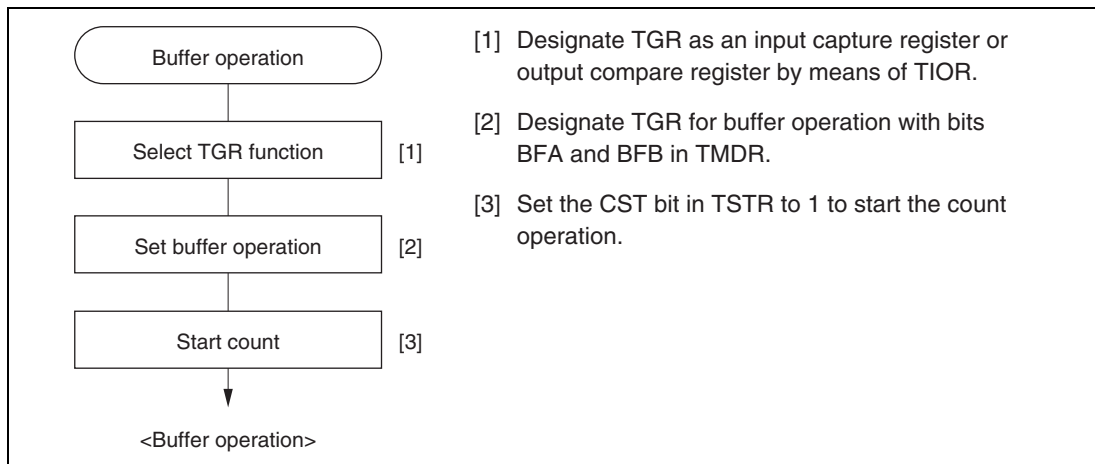 Buffer operation
Select TGR function [1]
Set buffer operation [2]
Start count [3]
<Buffer operation>
[1] Designate TGR as an input capture register or
output compare register by means of TIOR.
[2] Designate TGR for buffer operation with bits
BFA and BFB in TMDR.
[3] Set the CST bit in TSTR to 1 to start the count
operation.